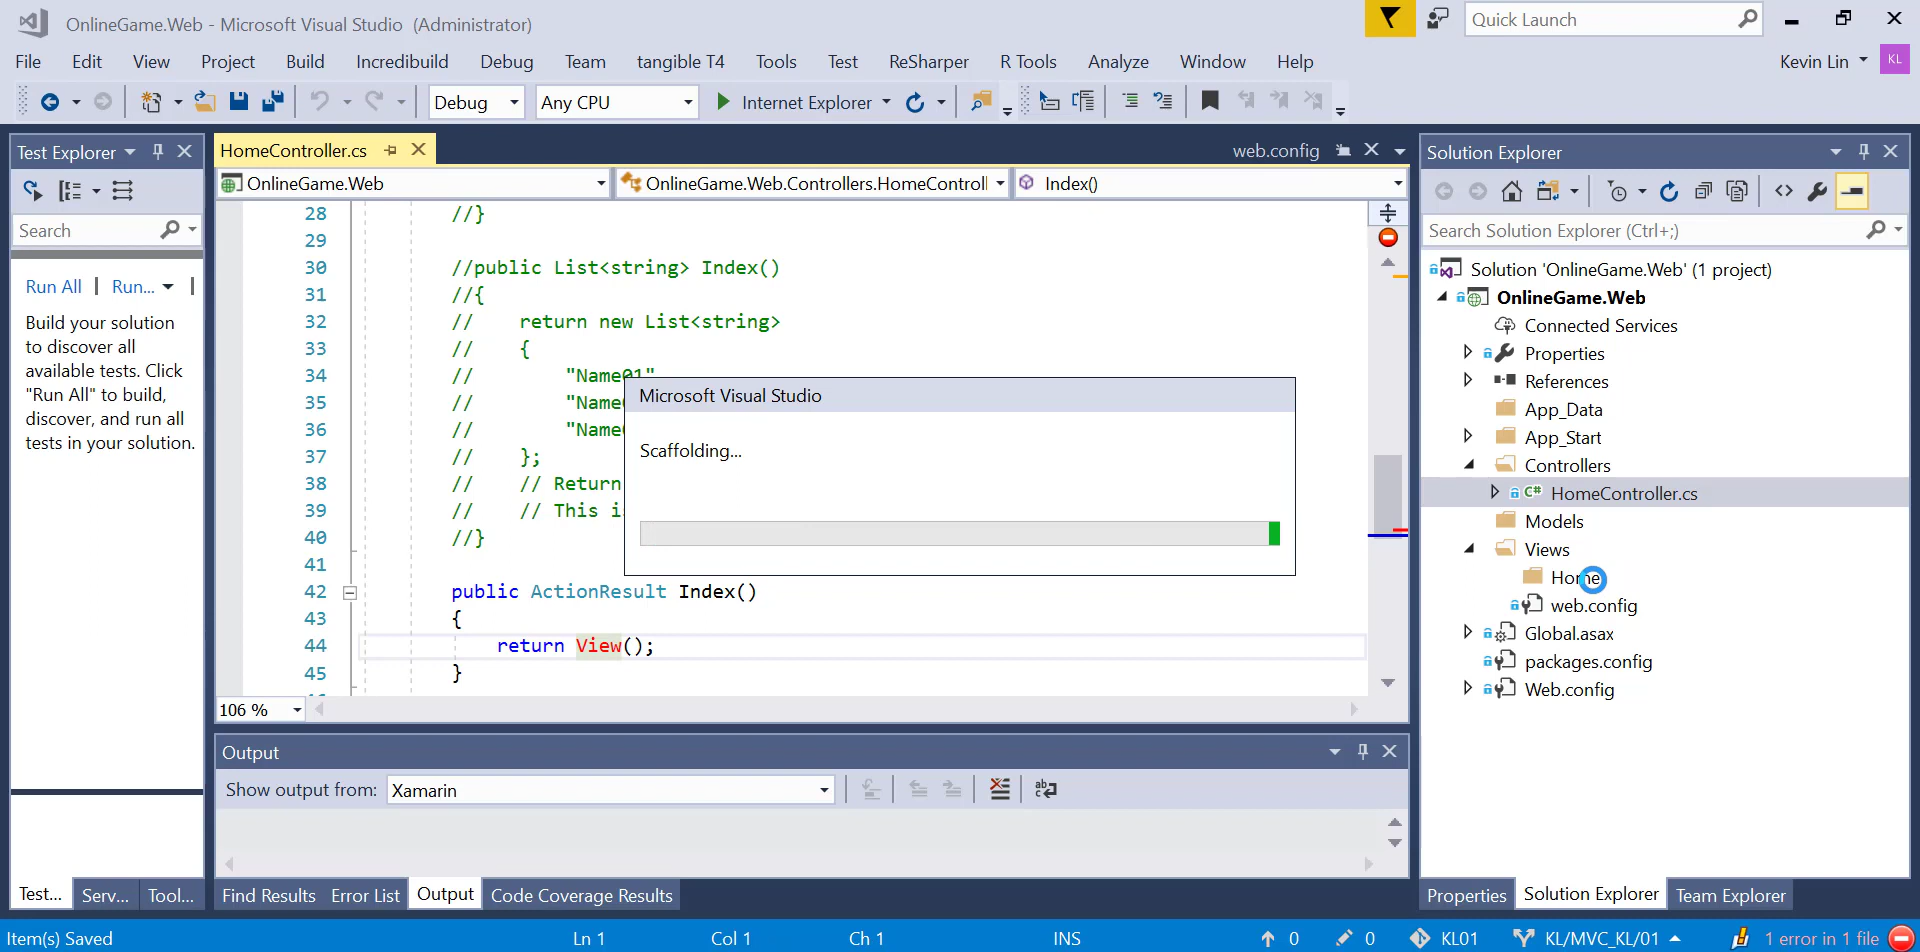 OnlineGame.Web - Microsoft Visual Studio (Administrator)
Quick Launch
File Edit View Project Build Incredibuild Debug Team tangible T4 Tools Test ReSharper R Tools Analyze Window Help
Kevin Lin KL
Debug Any CPU Internet Explorer
Test Explorer
Search
Run All | Run... |
Build your solution
to discover all
available tests. Click
"Run All" to build,
discover, and run all
tests in your solution.
HomeController.cs
web.config
OnlineGame.Web OnlineGame.Web.Controllers.HomeControl Index()
28 //}
29
30 //public List<string> Index()
31 //{
32 // return new List<string>
33 // {
34 // "Name01"
35 // "Name
36 // "Name
37 // };
38 // // Return
39 // // This i
40 //}
41
42 public ActionResult Index()
43 {
44 return View();
45 }
106 %
Microsoft Visual Studio
Scaffolding...
Output
Show output from: Xamarin
Solution Explorer
Search Solution Explorer (Ctrl+;)
Solution 'OnlineGame.Web' (1 project)
OnlineGame.Web
Connected Services
Properties
References
App_Data
App_Start
Controllers
C# HomeController.cs
Models
Views
Home
web.config
Global.asax
packages.config
Web.config
Test... Serv... Tool...
Find Results Error List Output Code Coverage Results
Properties Solution Explorer Team Explorer
Item(s) Saved Ln 1 Col 1 Ch 1 INS 0 0 KL01 KL/MVC_KL/01 1 error in 1 file